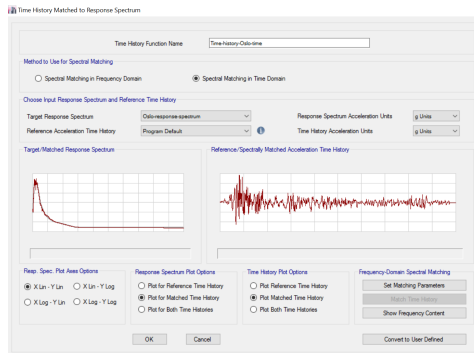 Time History Matched to Response Spectrum
Time History Function Name Time-history-Oslo-time
Method to Use for Spectral Matching
Spectral Matching in Frequency Domain Spectral Matching in Time Domain
Choose Input Response Spectrum and Reference Time History
Target Response Spectrum Oslo-response-spectrum Response Spectrum Acceleration Units g Units
Reference Acceleration Time History Program Default Time History Acceleration Units g Units
Target/Matched Response Spectrum Reference/Spectrally Matched Acceleration Time History
Resp. Spec. Plot Axes Options Response Spectrum Plot Options Time History Plot Options Frequency-Domain Spectral Matching
X Lin - Y Lin X Lin - Y Log Plot for Reference Time History Plot Reference Time History Set Matching Parameters
Plot for Matched Time History Plot Matched Time History Match Time History
X Log - Y Lin X Log - Y Log Plot for Both Time Histories Plot Both Time Histories Show Frequency Content
OK Cancel Convert to User Defined